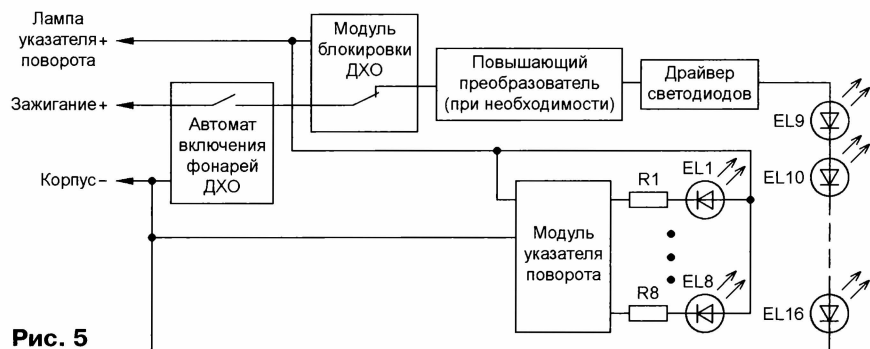 Лампа
указателя +
поворота
Зажигание +
Корпус –
Автомат
включения
фонарей
ДХО
Модуль
блокировки
ДХО
Повышающий
преобразователь
(при необходимости)
Драйвер
светодиодов
EL9
EL10
EL16
Модуль
указателя
поворота
R1
EL1
R8
EL8
Рис. 5